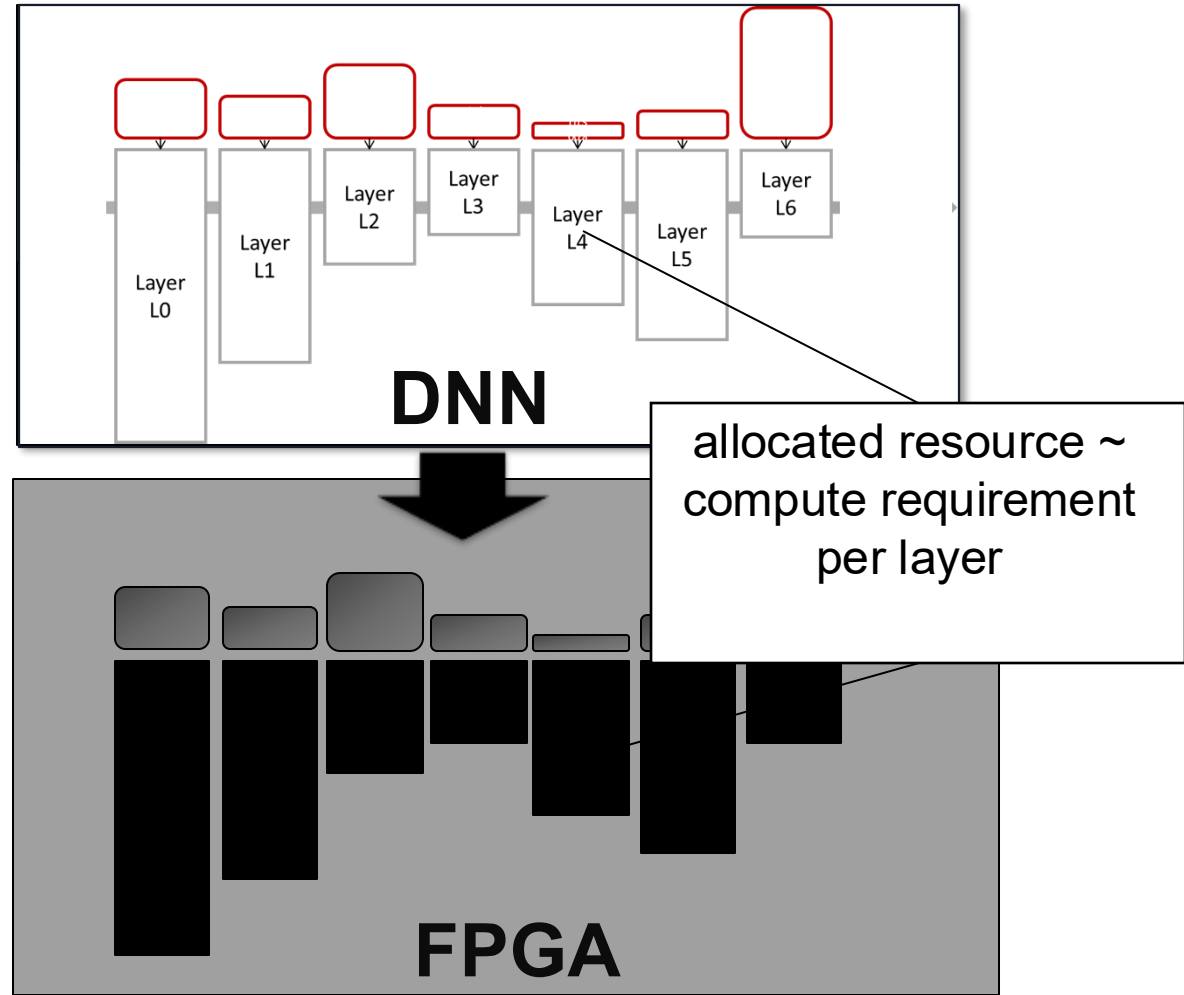 Layer
L0
Layer
L1
Layer
L2
Layer
L3
Layer
L4
Layer
L5
Layer
L6
DNN
allocated resource ~
compute requirement
per layer
FPGA